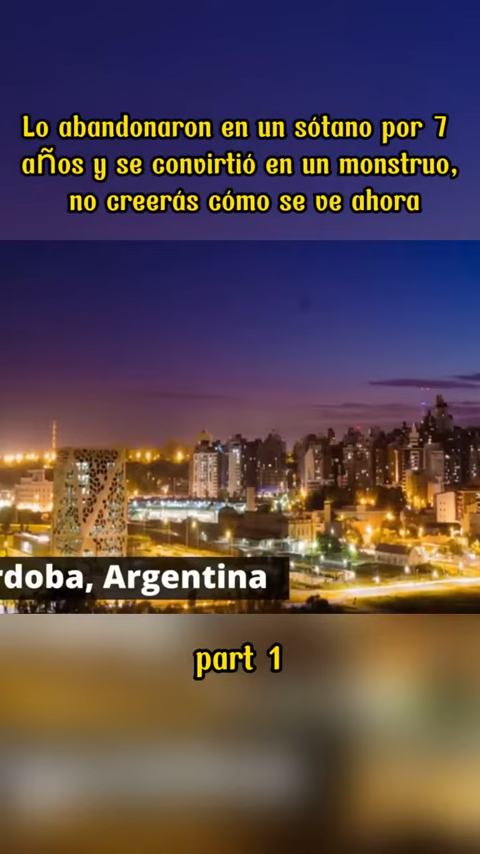 Lo abandonaron en un sótano por 7
años y se convirtió en un monstruo,
no creerás cómo se ve ahora
rdoba, Argentina
part 1